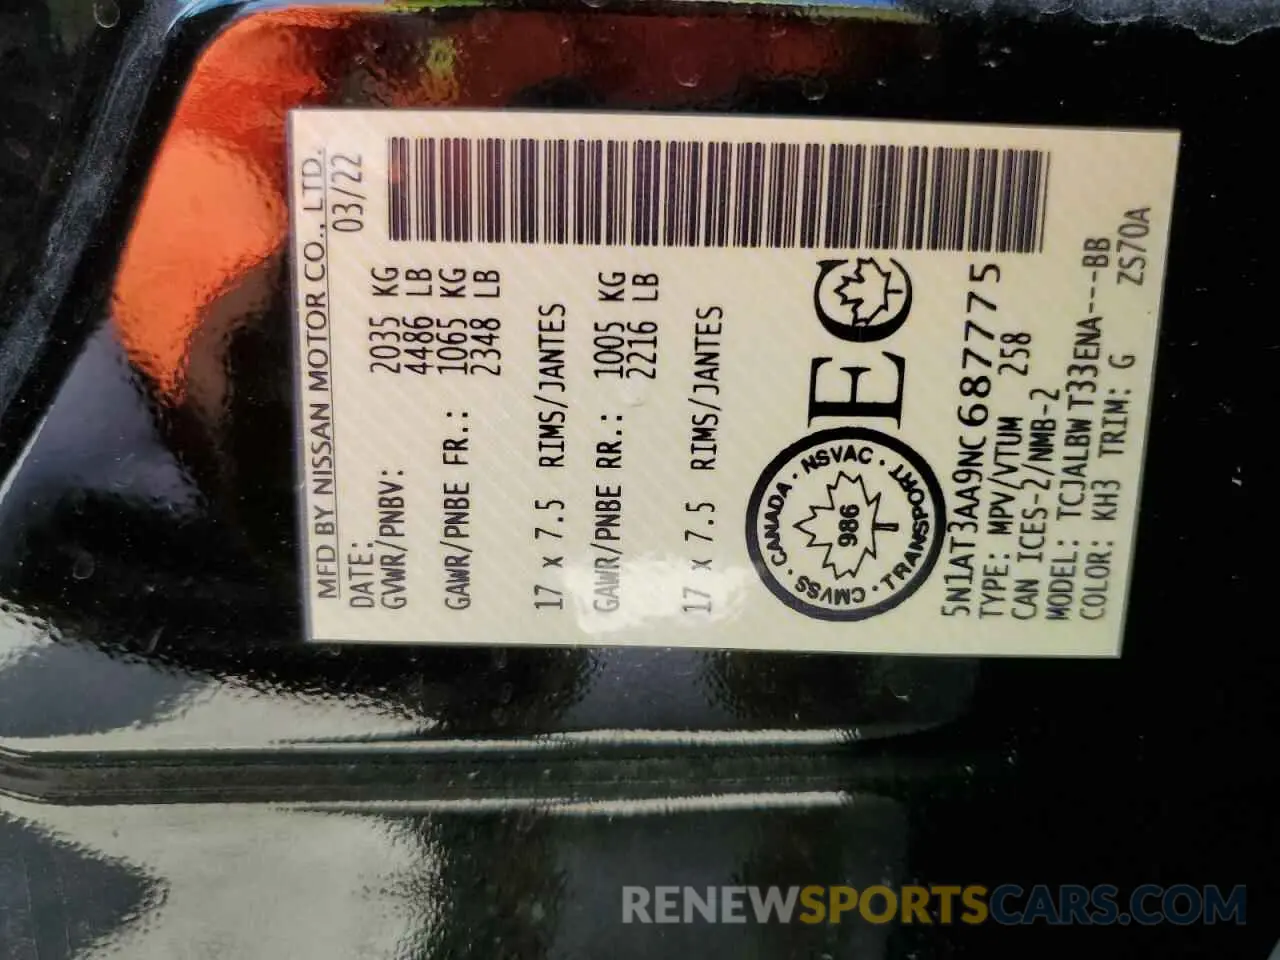 MFD BY NISSAN MOTOR CO., LTD.
DATE: 03/22
GVWR/PNBV: 2035 KG
4486 LB
GAWR/PNBE FR.: 1065 KG
2348 LB
17 x 7.5 RIMS/JANTES
GAWR/PNBE RR.: 1005 KG
2216 LB
17 x 7.5 RIMS/JANTES
CMVSS · CANADA · NSVAC · TRANSPORT ·
986
EC
5N1AT3AA9NC687775
TYPE: MPV/VTUM 258
CAN ICES-2/NMB-2
MODEL: TCJALBW T33ENA---BB
COLOR: KH3 TRIM: G ZS70A
RENEWSPORTSCARS.COM